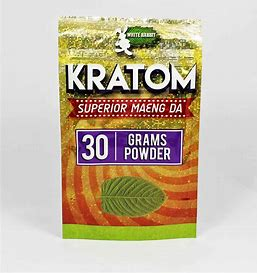 WHITE RABBIT
KRATOM
SUPERIOR MAENG DA
30
GRAMS
POWDER